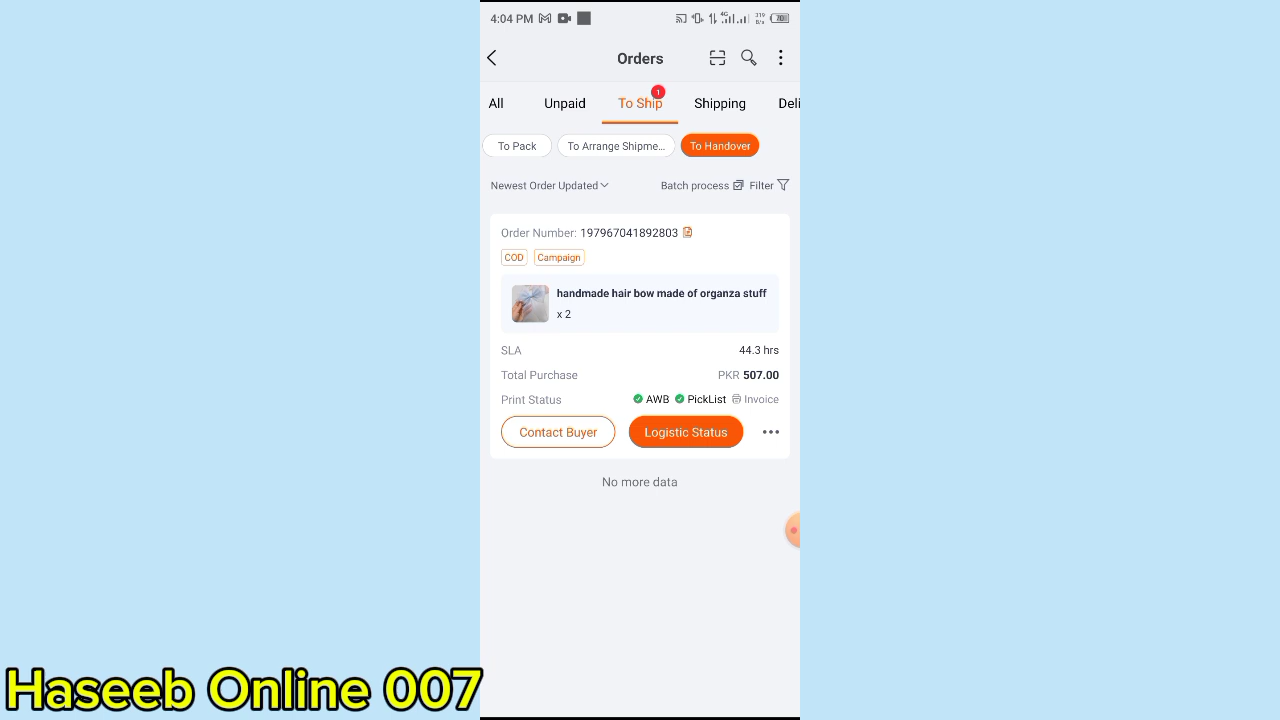 4:04 PM
4G
319
B/s
20
Orders
All
Unpaid
To Ship
1
Shipping
Deli
To Pack
To Arrange Shipme...
To Handover
Newest Order Updated
Batch process
Filter
Order Number: 197967041892803
COD
Campaign
handmade hair bow made of organza stuff
x 2
SLA
44.3 hrs
Total Purchase
PKR 507.00
Print Status
AWB
PickList
Invoice
Contact Buyer
Logistic Status
No more data
Haseeb Online 007